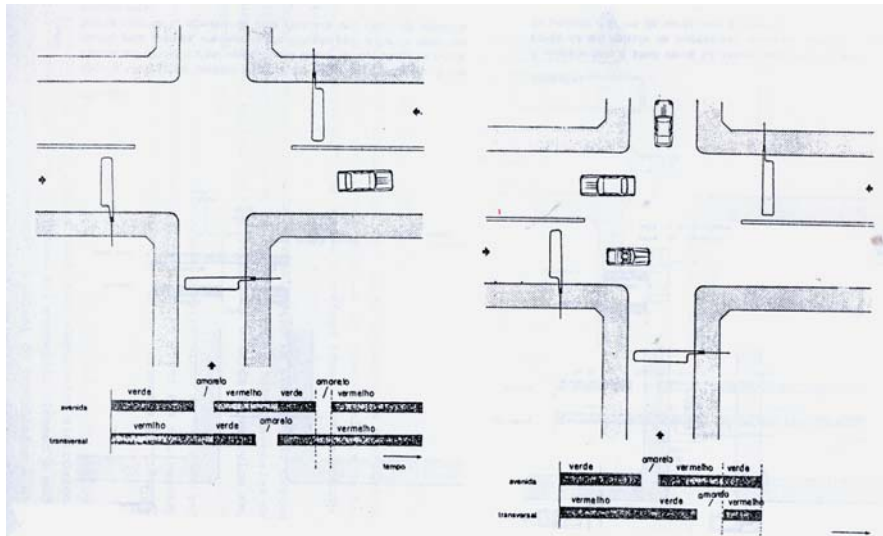 amarelo amarelo
verde vermelho verde vermelho
avenida
amarelo
vermlho verde vermelho
transversal
tempo
amarelo
verde vermelho verde
avenida
amarelo
vermelho verde vermelho
transversal